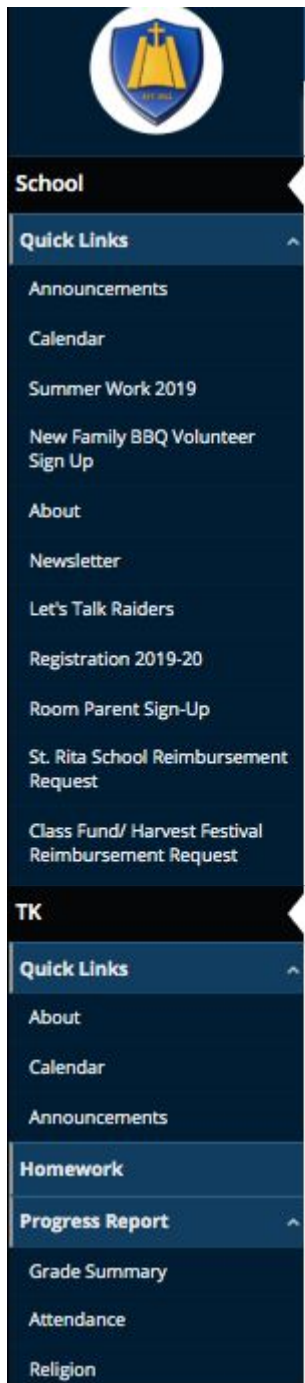 School
Quick Links
Announcements
Calendar
Summer Work 2019
New Family BBQ Volunteer
Sign Up
About
Newsletter
Let's Talk Raiders
Registration 2019-20
Room Parent Sign-Up
St. Rita School Reimbursement
Request
Class Fund/ Harvest Festival
Reimbursement Request
TK
Quick Links
About
Calendar
Announcements
Homework
Progress Report
Grade Summary
Attendance
Religion